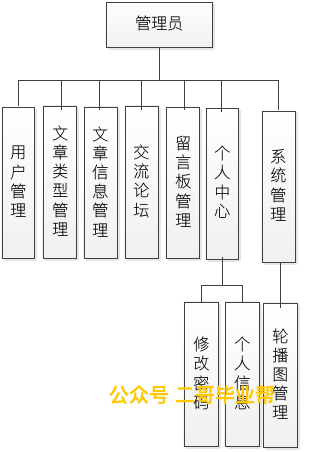 管理员
用户管理
文章类型管理
文章信息管理
交流论坛
留言板管理
个人中心
系统管理
修改密码
个人信息
轮播图管理
公众号 二哥毕业帮